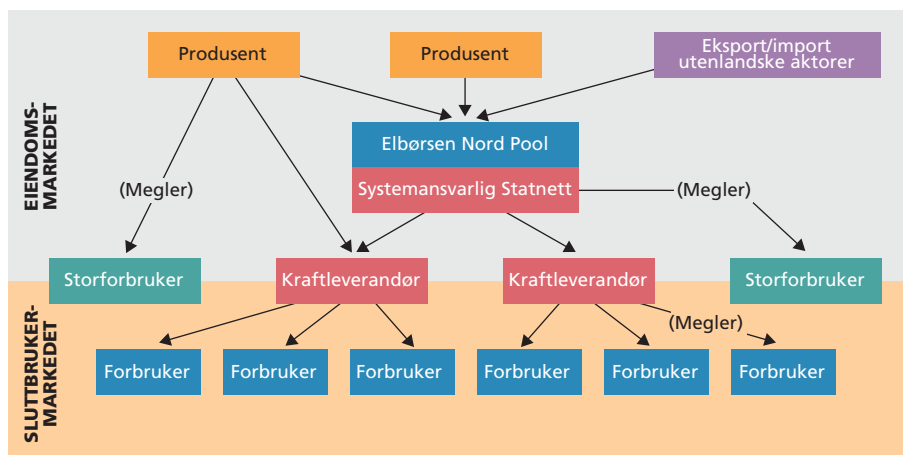 Produsent
Produsent
Eksport/import
utenlandske aktorer
EIENDOMS-
MARKEDET
Elbørsen Nord Pool
Systemansvarlig Statnett
(Megler)
(Megler)
Storforbruker
Kraftleverandør
Kraftleverandør
Storforbruker
SLUTTBRUKER-
MARKEDET
(Megler)
Forbruker
Forbruker
Forbruker
Forbruker
Forbruker
Forbruker